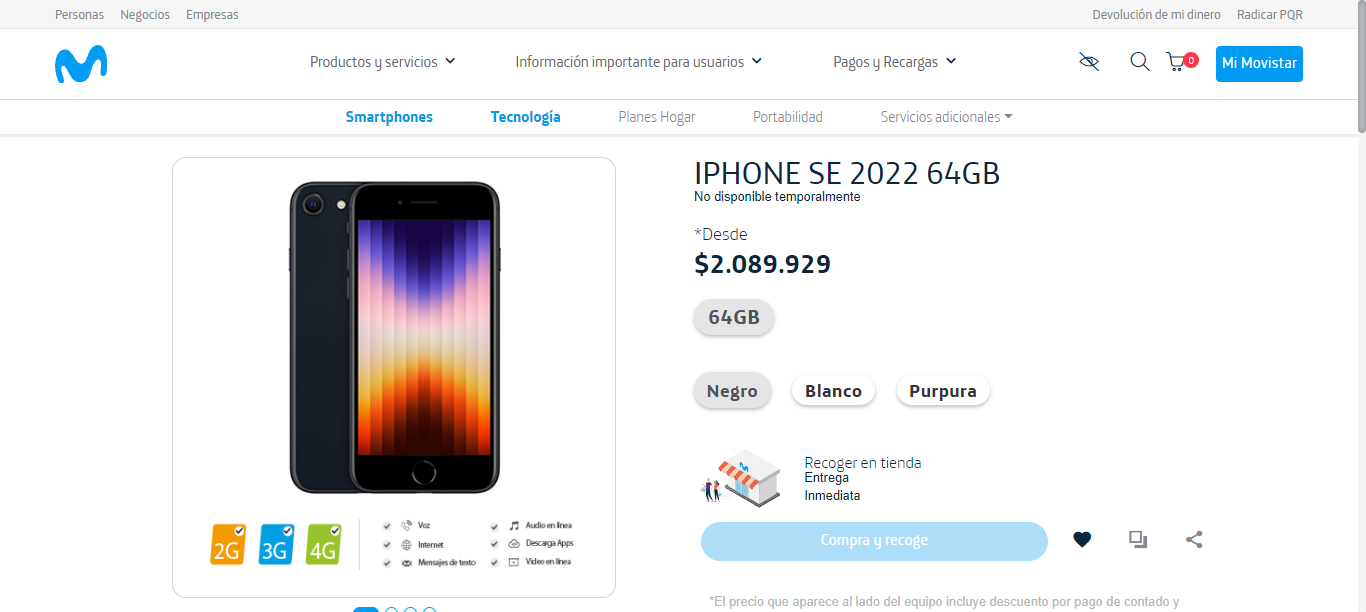 Personas Negocios Empresas Devolución de mi dinero Radicar PQR
Productos y servicios Información importante para usuarios Pagos y Recargas 0 Mi Movistar
Smartphones Tecnología Planes Hogar Portabilidad Servicios adicionales
IPHONE SE 2022 64GB
No disponible temporalmente
*Desde
$2.089.929
64GB
Negro Blanco Purpura
Recoger en tienda
Entrega
Inmediata
Compra y recoge
*El precio que aparece al lado del equipo incluye descuento por pago de contado y
2G 3G 4G
Voz Audio en línea
Internet Descarga Apps
Mensajes de texto Video en línea